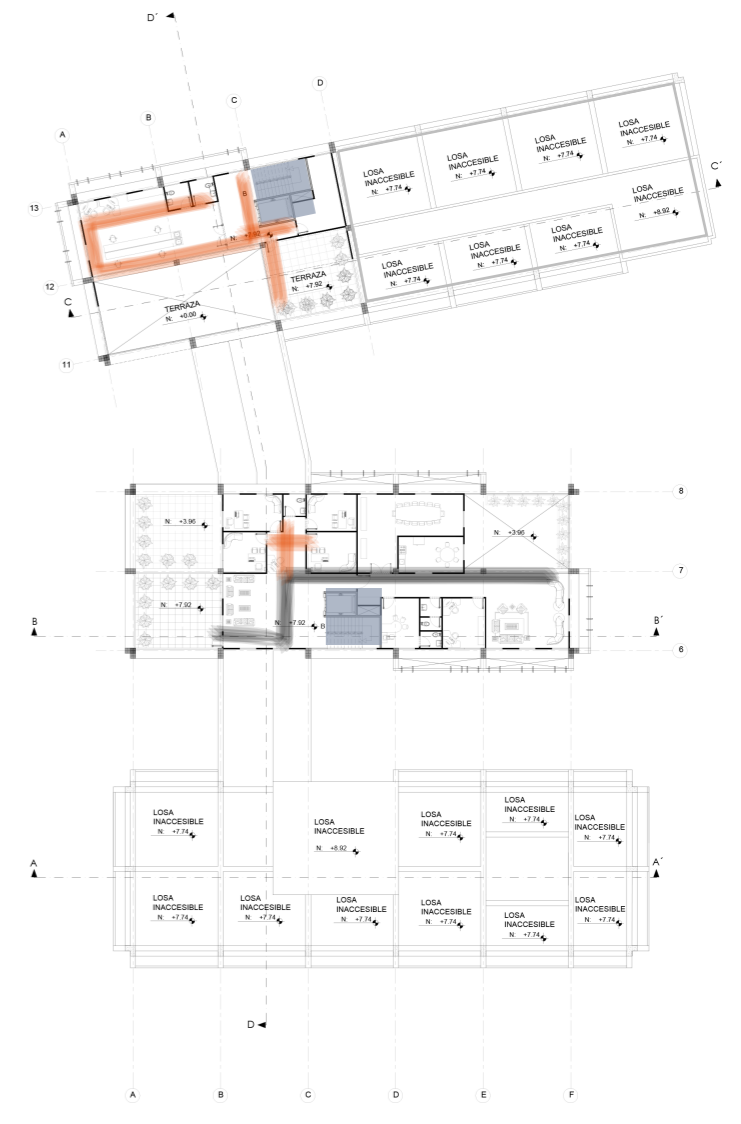 D´
D
C
B
A
LOSA
INACCESIBLE
N: +7.74
LOSA
INACCESIBLE
N: +7.74
LOSA
INACCESIBLE
N: +7.74
LOSA
INACCESIBLE
N: +7.74
C´
13
B
LOSA
INACCESIBLE
N: +8.92
N: +7.92
12
C
TERRAZA
N: +7.92
LOSA
INACCESIBLE
N: +7.74
LOSA
INACCESIBLE
N: +7.74
LOSA
INACCESIBLE
N: +7.74
TERRAZA
N: +0.00
11
8
N: +3.96
N: +3.96
7
N: +7.92
B
N: +7.92
B
B´
6
LOSA
INACCESIBLE
N: +7.74
LOSA
INACCESIBLE
N: +8.92
LOSA
INACCESIBLE
N: +7.74
LOSA
INACCESIBLE
N: +7.74
LOSA
INACCESIBLE
N: +7.74
A
A´
LOSA
INACCESIBLE
N: +7.74
LOSA
INACCESIBLE
N: +7.74
LOSA
INACCESIBLE
N: +7.74
LOSA
INACCESIBLE
N: +7.74
LOSA
INACCESIBLE
N: +7.74
LOSA
INACCESIBLE
N: +7.74
D
A
B
C
D
E
F